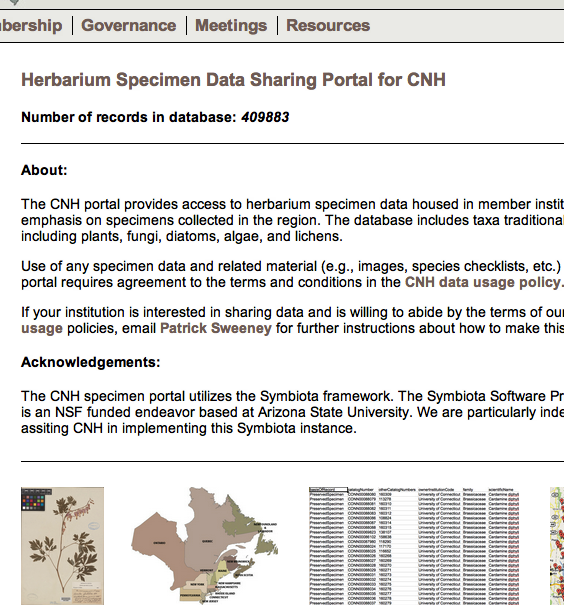 bership Governance Meetings Resources
Herbarium Specimen Data Sharing Portal for CNH
Number of records in database: 409883
About:
The CNH portal provides access to herbarium specimen data housed in member instit
emphasis on specimens collected in the region. The database includes taxa traditiona
including plants, fungi, diatoms, algae, and lichens.
Use of any specimen data and related material (e.g., images, species checklists, etc.)
portal requires agreement to the terms and conditions in the CNH data usage policy.
If your institution is interested in sharing data and is willing to abide by the terms of ou
usage policies, email Patrick Sweeney for further instructions about how to make this
Acknowledgements:
The CNH specimen portal utilizes the Symbiota framework. The Symbiota Software Pr
is an NSF funded endeavor based at Arizona State University. We are particularly inde
assiting CNH in implementing this Symbiota instance.
basisOfRecord catalogNumber otherCatalogNumbers ownerInstitutionCode family scientificName